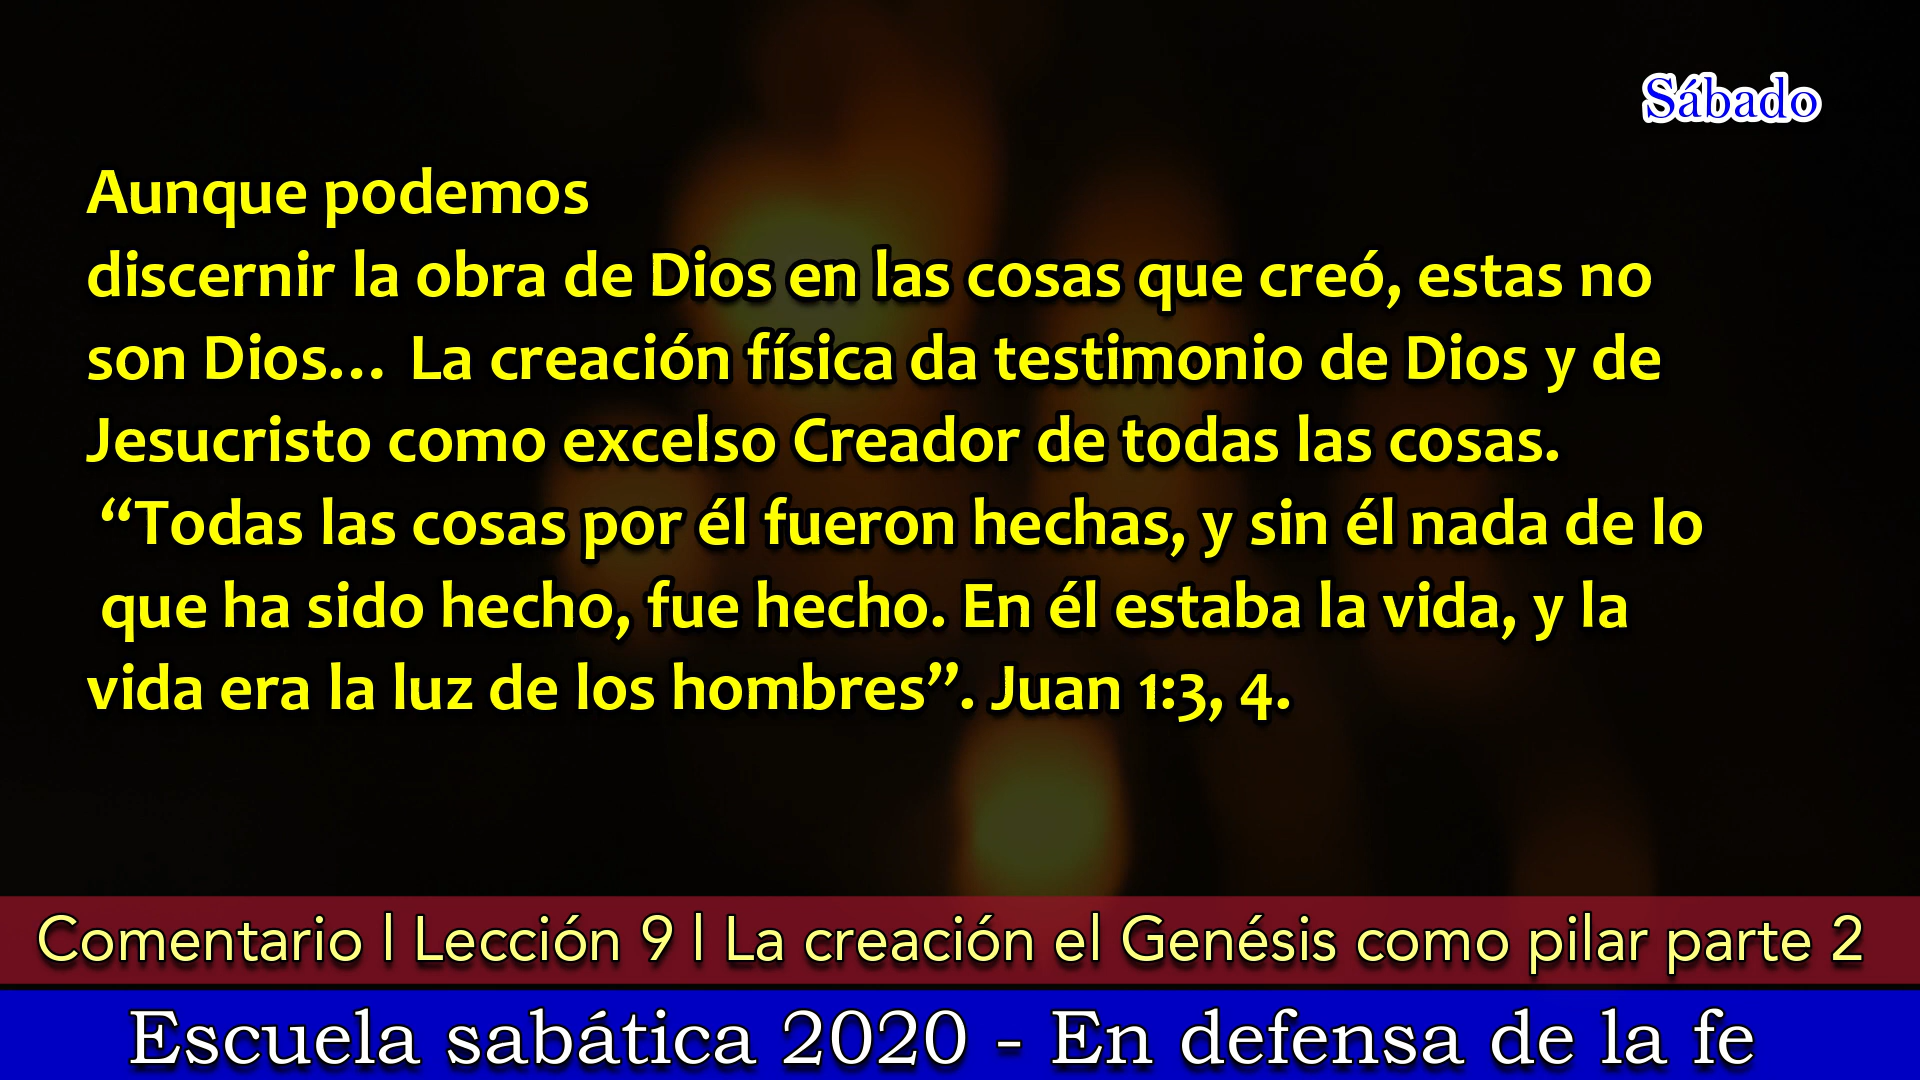 Sábado
Aunque podemos
discernir la obra de Dios en las cosas que creó, estas no
son Dios… La creación física da testimonio de Dios y de
Jesucristo como excelso Creador de todas las cosas.
“Todas las cosas por él fueron hechas, y sin él nada de lo
que ha sido hecho, fue hecho. En él estaba la vida, y la
vida era la luz de los hombres”. Juan 1:3, 4.
Comentario l Lección 9 l La creación el Genésis como pilar parte 2
Escuela sabática 2020 - En defensa de la fe